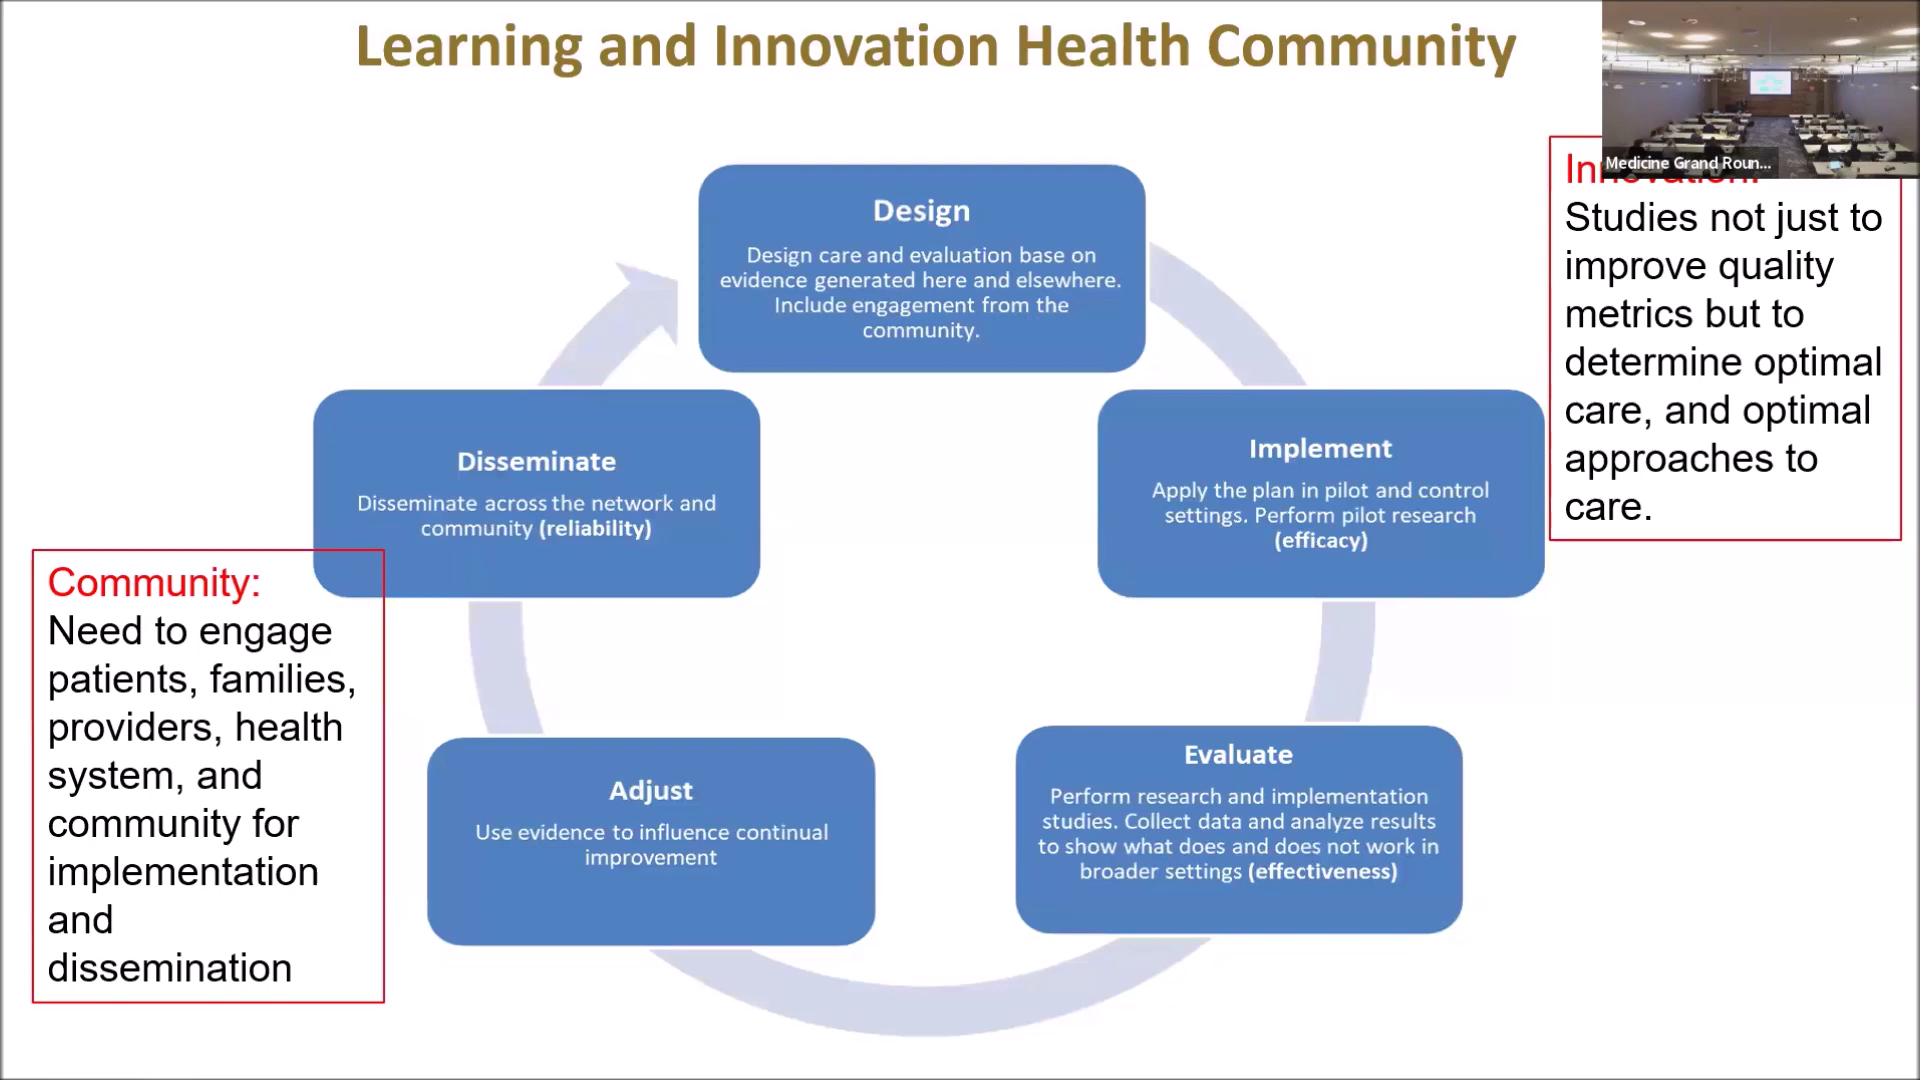 Learning and Innovation Health Community
Medicine Grand Roun...
Design
Design care and evaluation base on
evidence generated here and elsewhere.
Include engagement from the
community.
Innovation:
Studies not just to
improve quality
metrics but to
determine optimal
care, and optimal
approaches to
care.
Disseminate
Disseminate across the network and
community (reliability)
Implement
Apply the plan in pilot and control
settings. Perform pilot research
(efficacy)
Community:
Need to engage
patients, families,
providers, health
system, and
community for
implementation
and
dissemination
Adjust
Use evidence to influence continual
improvement
Evaluate
Perform research and implementation
studies. Collect data and analyze results
to show what does and does not work in
broader settings (effectiveness)